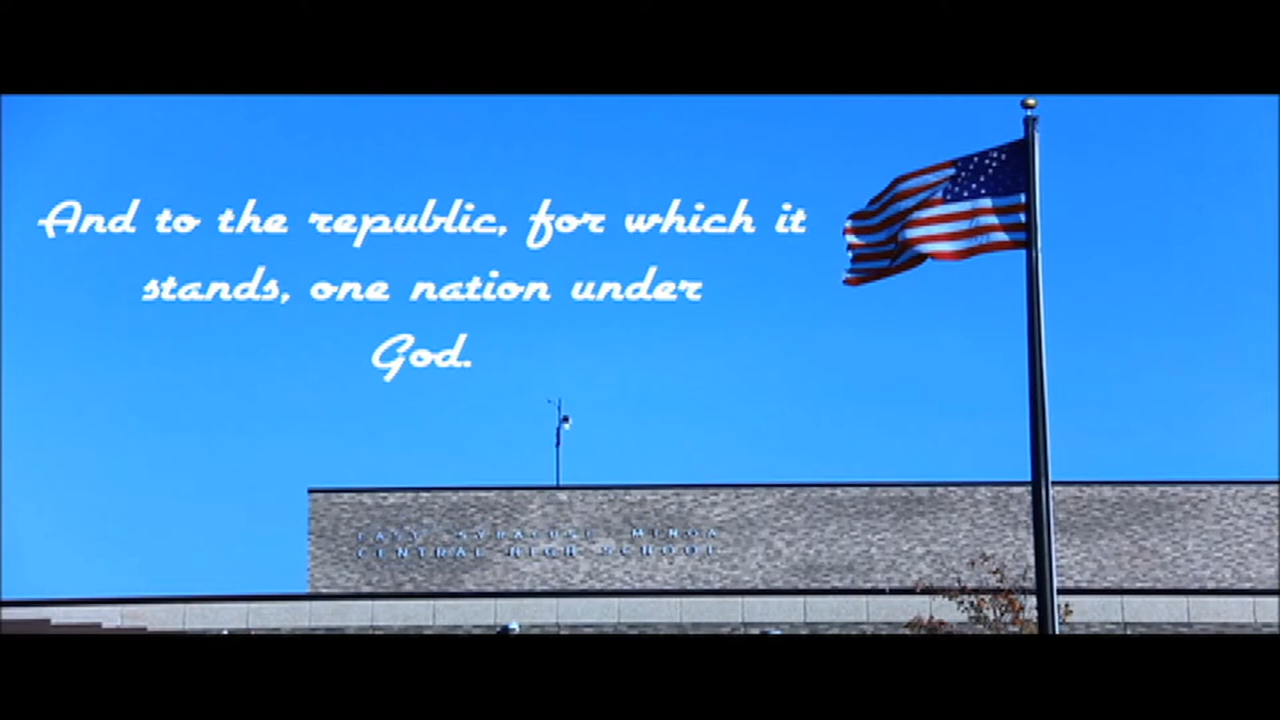 And to the republic, for which it
stands, one nation under
God.
EAST SYRACUSE MINOA
CENTRAL HIGH SCHOOL